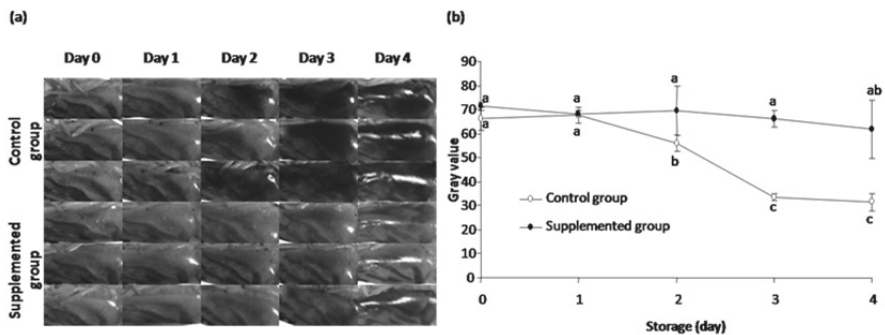 (a)
Day 0 Day 1 Day 2 Day 3 Day 4
Control
group
Supplemented
group
(b)
Gray value
90
80
70
60
50
40
30
20
10
0
a
a
a
a
a
b
a
c
ab
c
Control group
Supplemented group
0 1 2 3 4
Storage (day)